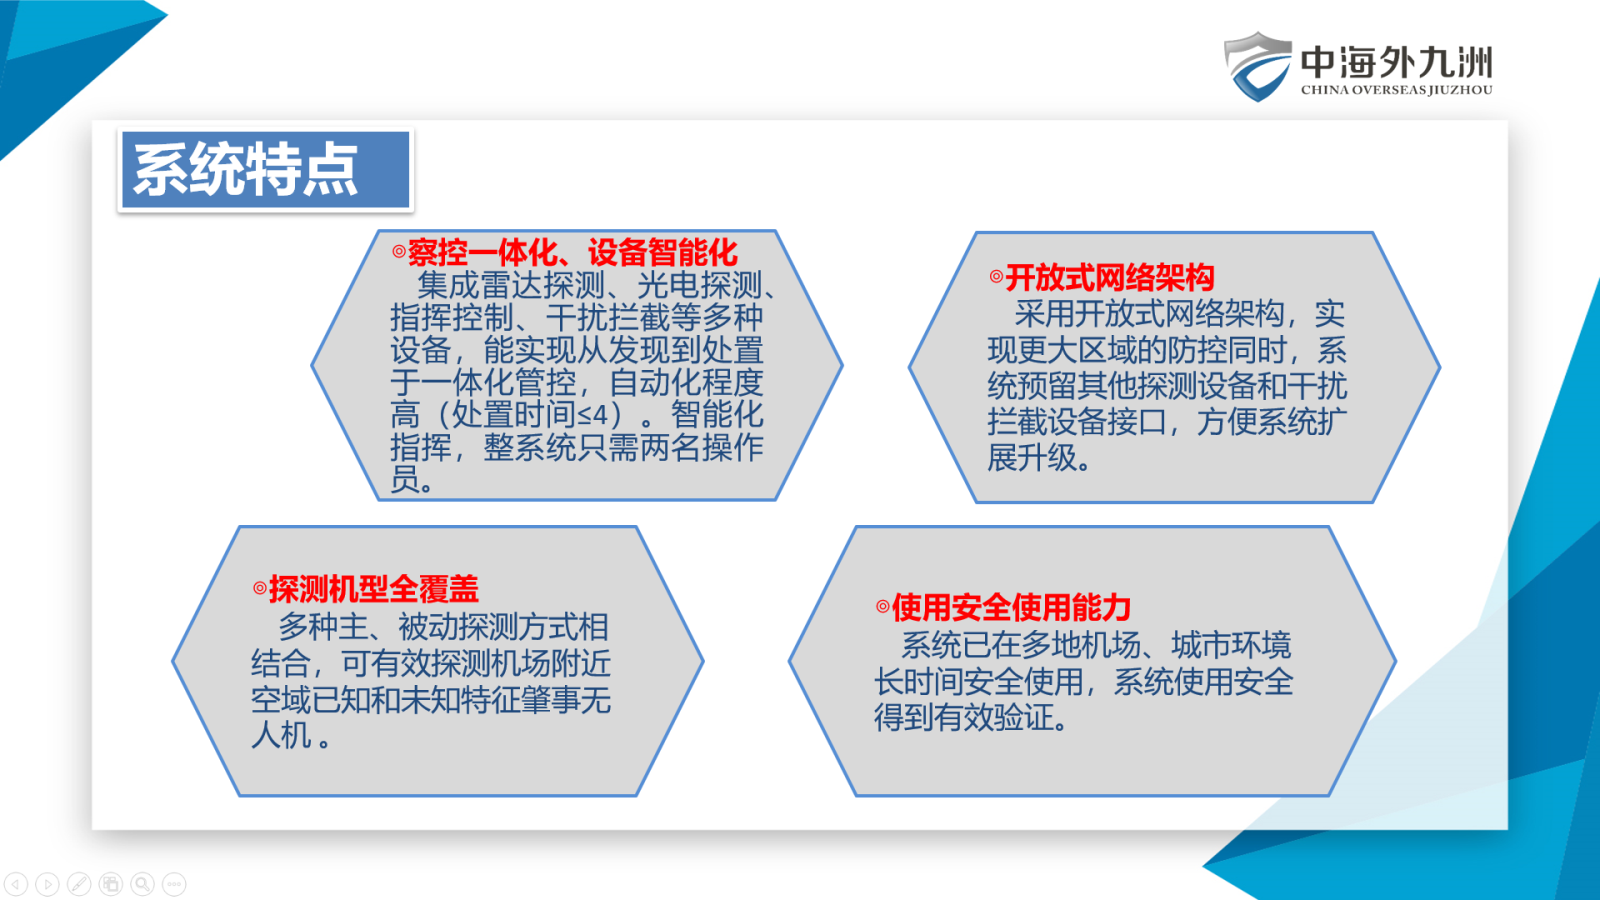 中海外九洲
CHINA OVERSEAS JIUZHOU
系统特点
◎察控一体化、设备智能化
集成雷达探测、光电探测、
指挥控制、干扰拦截等多种
设备，能实现从发现到处置
于一体化管控，自动化程度
高（处置时间≤4）。智能化
指挥，整系统只需两名操作
员。
◎开放式网络架构
采用开放式网络架构，实
现更大区域的防控同时，系
统预留其他探测设备和干扰
拦截设备接口，方便系统扩
展升级。
◎探测机型全覆盖
多种主、被动探测方式相
结合，可有效探测机场附近
空域已知和未知特征肇事无
人机 。
◎使用安全使用能力
系统已在多地机场、城市环境
长时间安全使用，系统使用安全
得到有效验证。